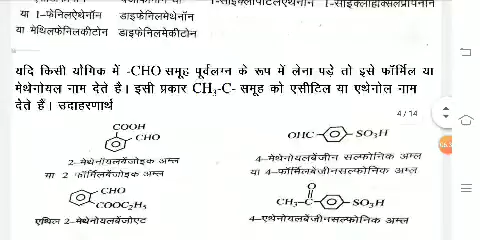 या 1-फेनिलऐथेनॉन डाइफेनिलमेथेनॉन
या मेथिलफेनिलकीटोन डाइफेनिलमेकीटोन
यदि किसी योगिक में -CHO समूह पूर्वलग्न के रूप में लेना पड़े तो इसे फॉर्मिल या
मेथेनोयल नाम देते है। इसी प्रकार CH₃-C- समूह को एसीटिल या एथेनोल नाम
देते हैं। उदाहरणार्थ
4/14
COOH
CHO
OHC SO₃H
2-मेथेनोयलबेंजोइक अम्ल
4-मेथेनोयलबेंजीन सल्फोनिक अम्ल
या 2 फॉर्मिलबेंजोइक अम्ल
या 4-फॉर्मिलबेंजीनसल्फोनिक अम्ल
CHO
COOC₂H₅
O
CH₃-C SO₃H
एथिल 2-मेथेनोयलबेंजोएट
4-एथेनोयलबेंजीनसल्फोनिक अम्ल